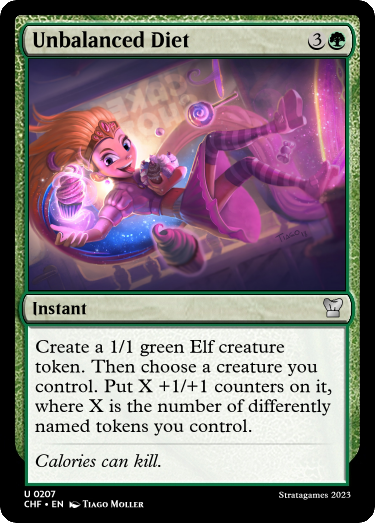 Unbalanced Diet 3
Instant
Create a 1/1 green Elf creature
token. Then choose a creature you
control. Put X +1/+1 counters on it,
where X is the number of differently
named tokens you control.
Calories can kill.
U 0207
Stratagames 2023
CHF • EN TIAGO MOLLER